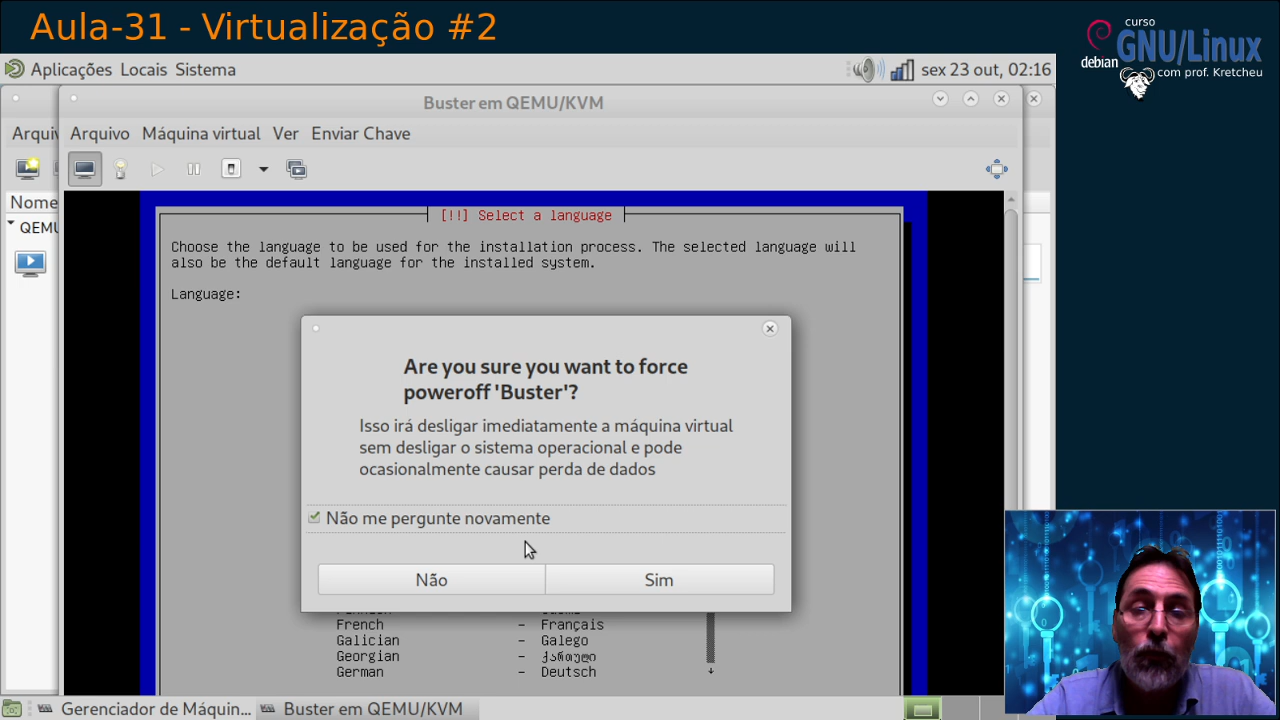 Aula-31 - Virtualização #2
curso
GNU/Linux
debian
com prof. Kretcheu
Aplicações Locais Sistema
sex 23 out, 02:16
Buster em QEMU/KVM
Arquiv
Arquivo Máquina virtual Ver Enviar Chave
Nome
QEMU
[!!] Select a language
Choose the language to be used for the installation process. The selected language will
also be the default language for the installed system.
Language:
Are you sure you want to force
poweroff 'Buster'?
Isso irá desligar imediatamente a máquina virtual
sem desligar o sistema operacional e pode
ocasionalmente causar perda de dados
Não me pergunte novamente
Não Sim
French - Français
Galician - Galego
Georgian - ქართული
German - Deutsch
Gerenciador de Máquin...
Buster em QEMU/KVM